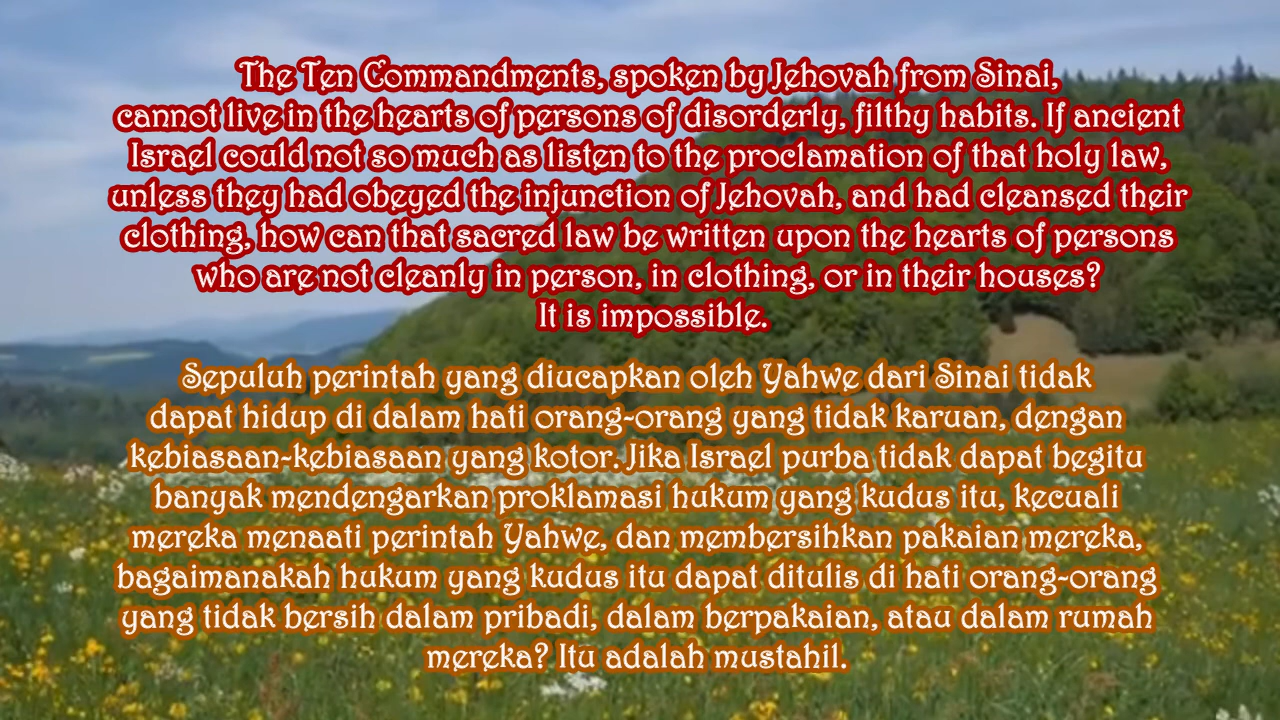 The Ten Commandments, spoken by Jehovah from Sinai,
cannot live in the hearts of persons of disorderly, filthy habits. If ancient
Israel could not so much as listen to the proclamation of that holy law,
unless they had obeyed the injunction of Jehovah, and had cleansed their
clothing, how can that sacred law be written upon the hearts of persons
who are not cleanly in person, in clothing, or in their houses?
It is impossible.
Sepuluh perintah yang diucapkan oleh Yahwe dari Sinai tidak
dapat hidup di dalam hati orang-orang yang tidak karuan, dengan
kebiasaan-kebiasaan yang kotor. Jika Israel purba tidak dapat begitu
banyak mendengarkan proklamasi hukum yang kudus itu, kecuali
mereka menaati perintah Yahwe, dan membersihkan pakaian mereka,
bagaimanakah hukum yang kudus itu dapat ditulis di hati orang-orang
yang tidak bersih dalam pribadi, dalam berpakaian, atau dalam rumah
mereka? Itu adalah mustahil.